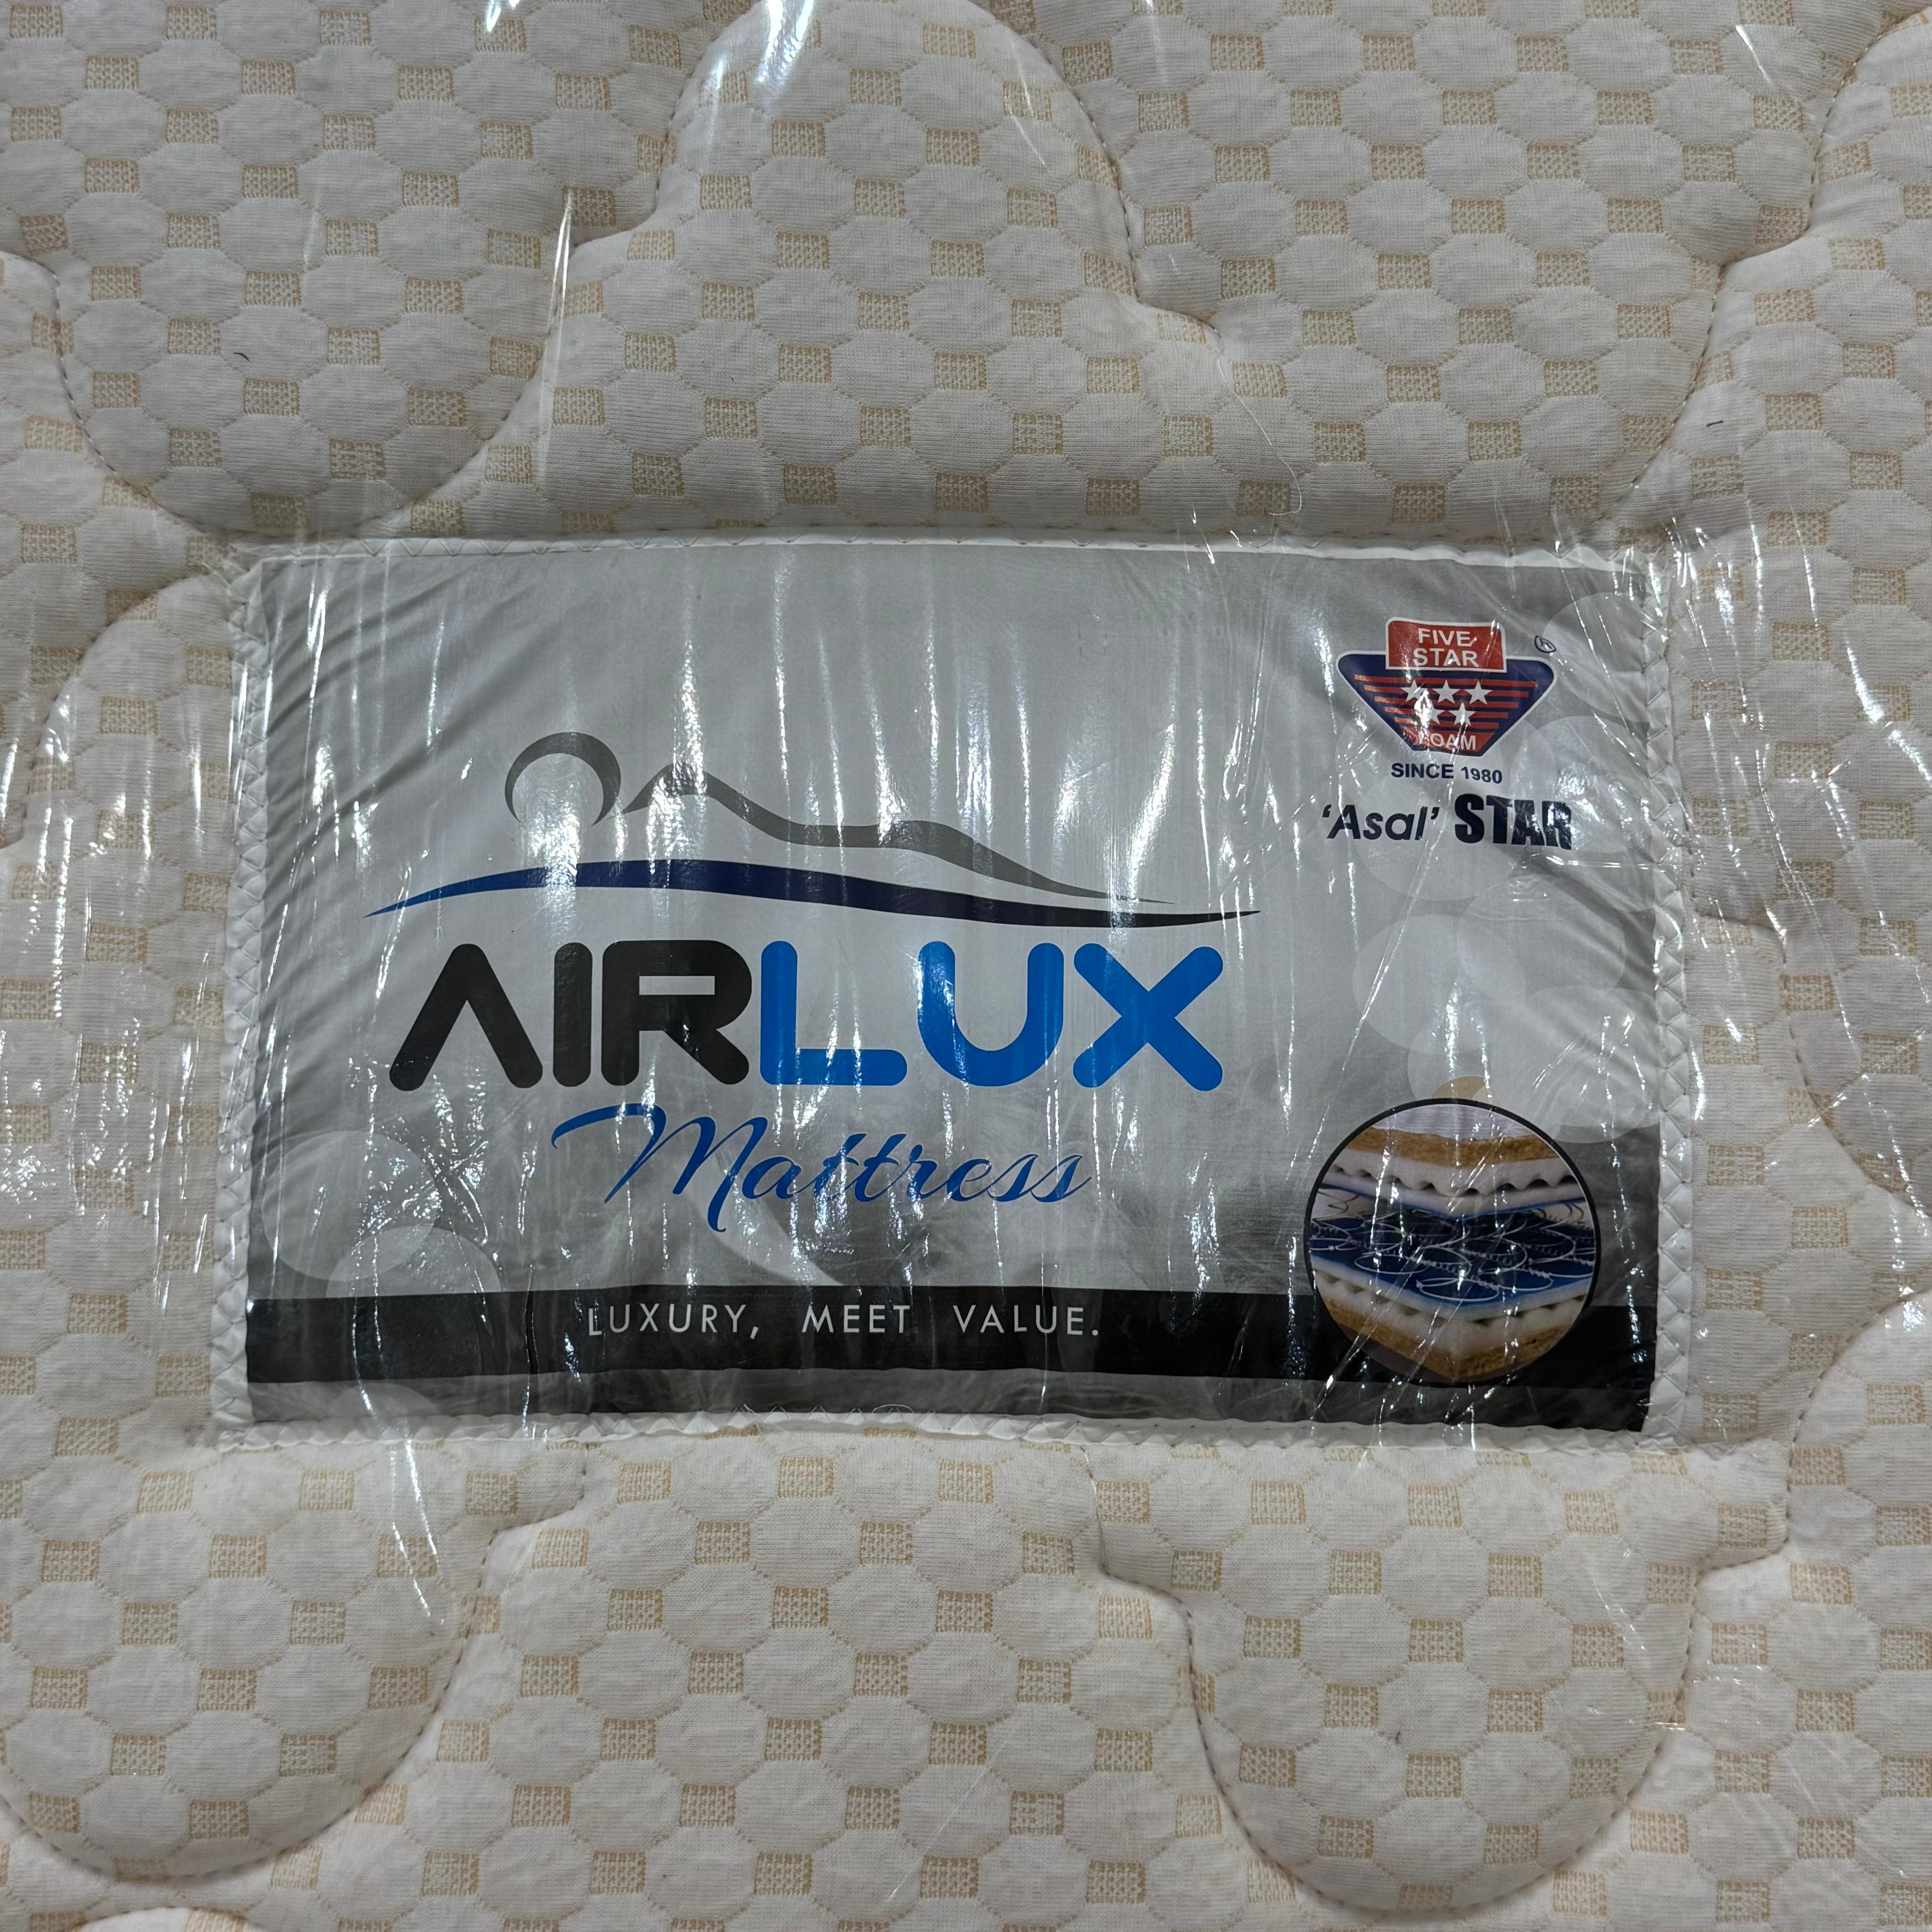 FIVE
STAR
FOAM
®
SINCE 1980
‘Asal’ STAR
AIRLUX
Mattress
LUXURY, MEET VALUE.